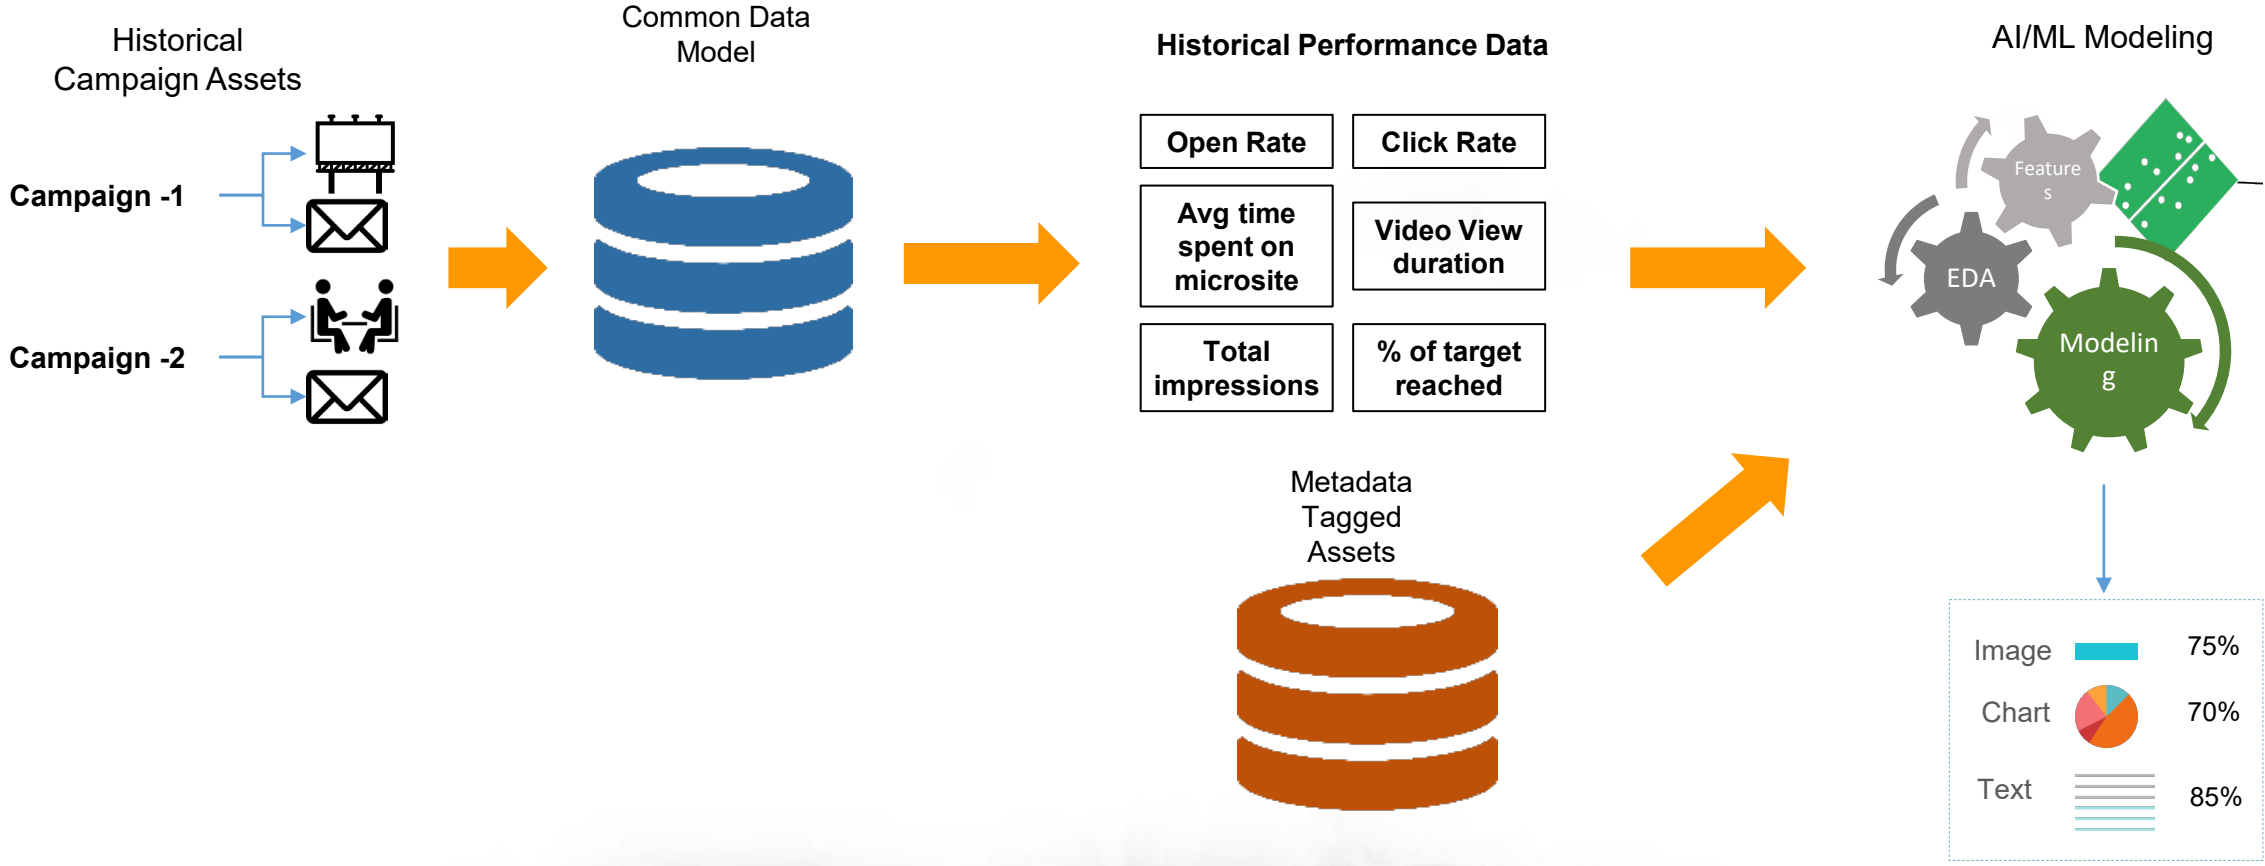 Historical
Campaign Assets
Campaign -1
Campaign -2
Common Data
Model
Historical Performance Data
Open Rate
Click Rate
Avg time
spent on
microsite
Video View
duration
Total
impressions
% of target
reached
Metadata
Tagged
Assets
AI/ML Modeling
Feature
s
EDA
Modelin
g
Image
75%
Chart
70%
Text
85%